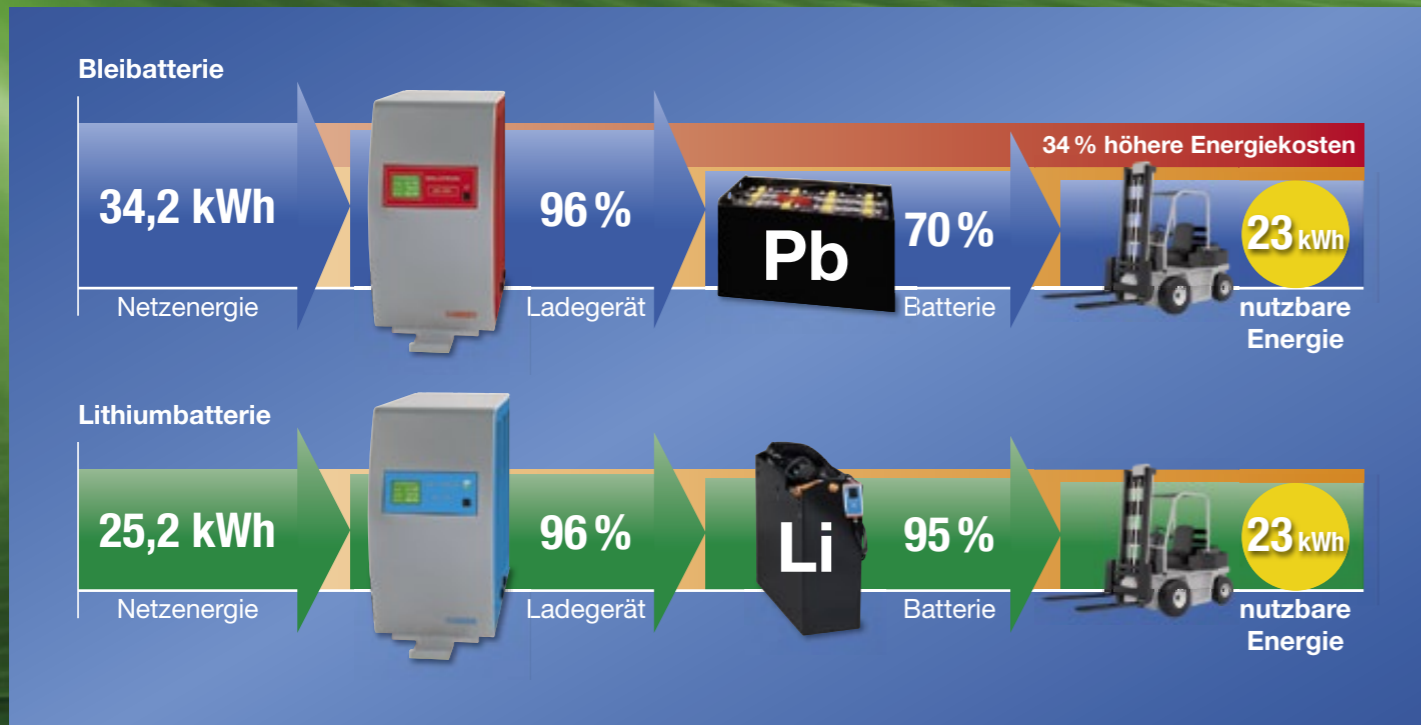 Bleibatterie
34 % höhere Energiekosten
34,2 kWh
96 %
Pb
70 %
23 kWh
Netzenergie
Ladegerät
Batterie
nutzbare
Energie
Lithiumbatterie
25,2 kWh
96 %
Li
95 %
23 kWh
Netzenergie
Ladegerät
Batterie
nutzbare
Energie